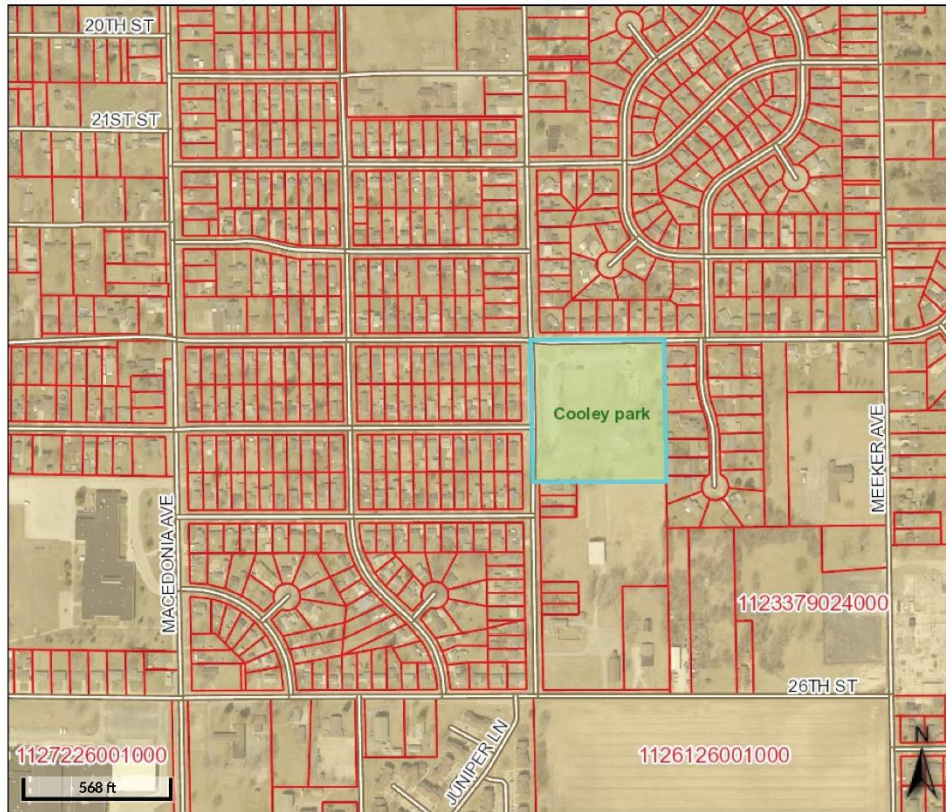 20TH ST
21ST ST
Cooley park
MEEKER AVE
MACEDONIA AVE
1123379024000
26TH ST
JUNIPER LN
1127226001000
1126126001000
568 ft
N